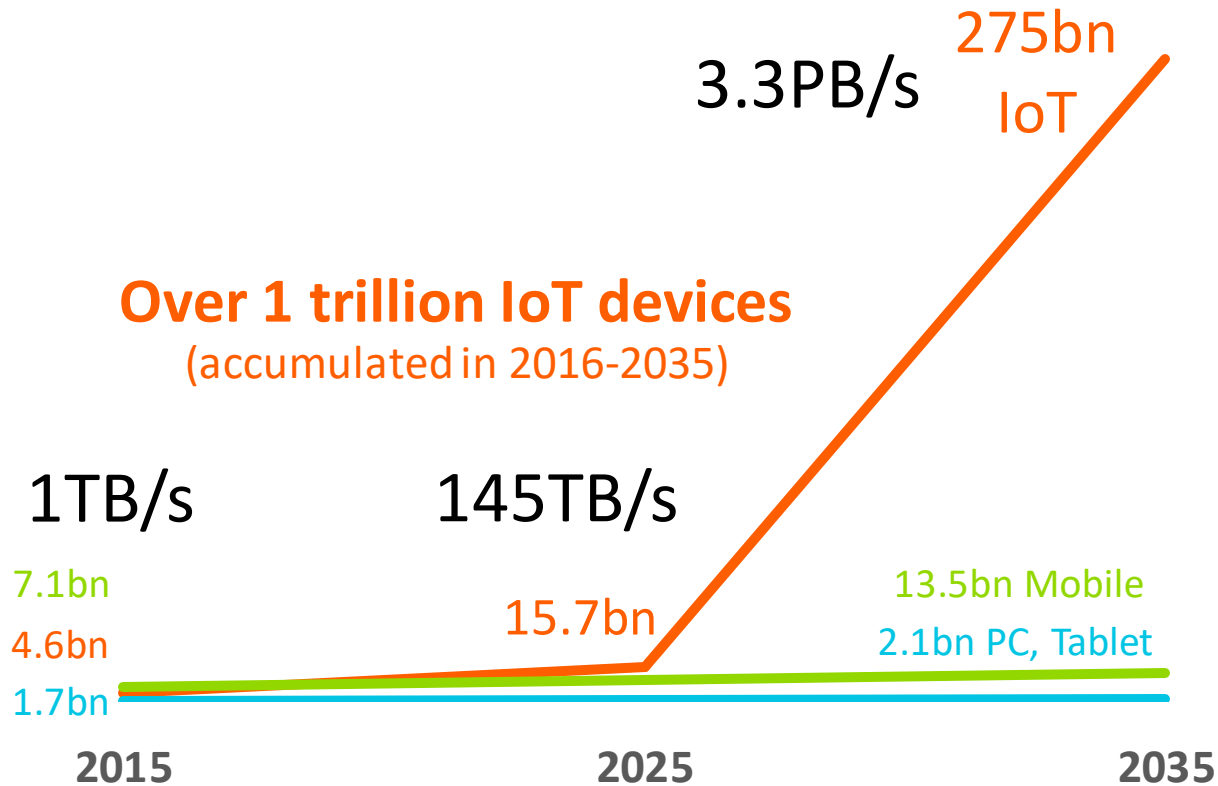 275bn
IoT
3.3PB/s
Over 1 trillion IoT devices
(accumulated in 2016-2035)
1TB/s
145TB/s
7.1bn
4.6bn
1.7bn
15.7bn
13.5bn Mobile
2.1bn PC, Tablet
2015
2025
2035